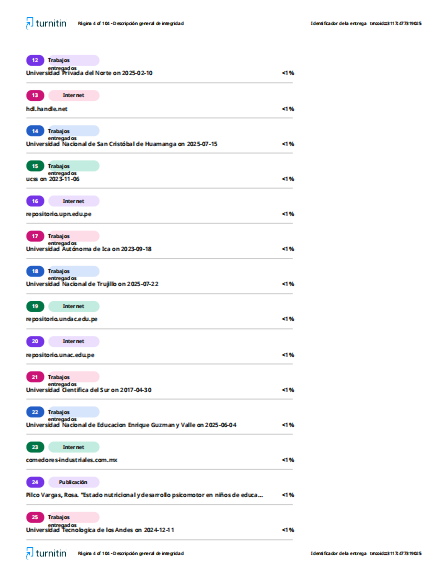 turnitin Página 4 of 104 - Descripción general de integridad Identificador de la entrega
12 Trabajos entregados
Universidad Privada del Norte on 2025-02-10 <1%
13 Internet
hdl.handle.net <1%
14 Trabajos entregados
Universidad Nacional de San Cristóbal de Huamanga on 2025-07-15 <1%
15 Trabajos entregados
ucss on 2023-11-06 <1%
16 Internet
repositorio.upn.edu.pe <1%
17 Trabajos entregados
Universidad Autónoma de Ica on 2023-09-18 <1%
18 Trabajos entregados
Universidad Nacional de Trujillo on 2025-07-22 <1%
19 Internet
repositorio.undac.edu.pe <1%
20 Internet
repositorio.unac.edu.pe <1%
21 Trabajos entregados
Universidad Científica del Sur on 2017-04-30 <1%
22 Trabajos entregados
Universidad Nacional de Educacion Enrique Guzman y Valle on 2025-06-04 <1%
23 Internet
comedores-industriales.com.mx <1%
24 Publicación
Pilco Vargas, Rosa. "Estado nutricional y desarrollo psicomotor en niños de educa... <1%
25 Trabajos entregados
Universidad Tecnologica de los Andes on 2024-12-11 <1%
turnitin Página 4 of 104 - Descripción general de integridad Identificador de la entrega